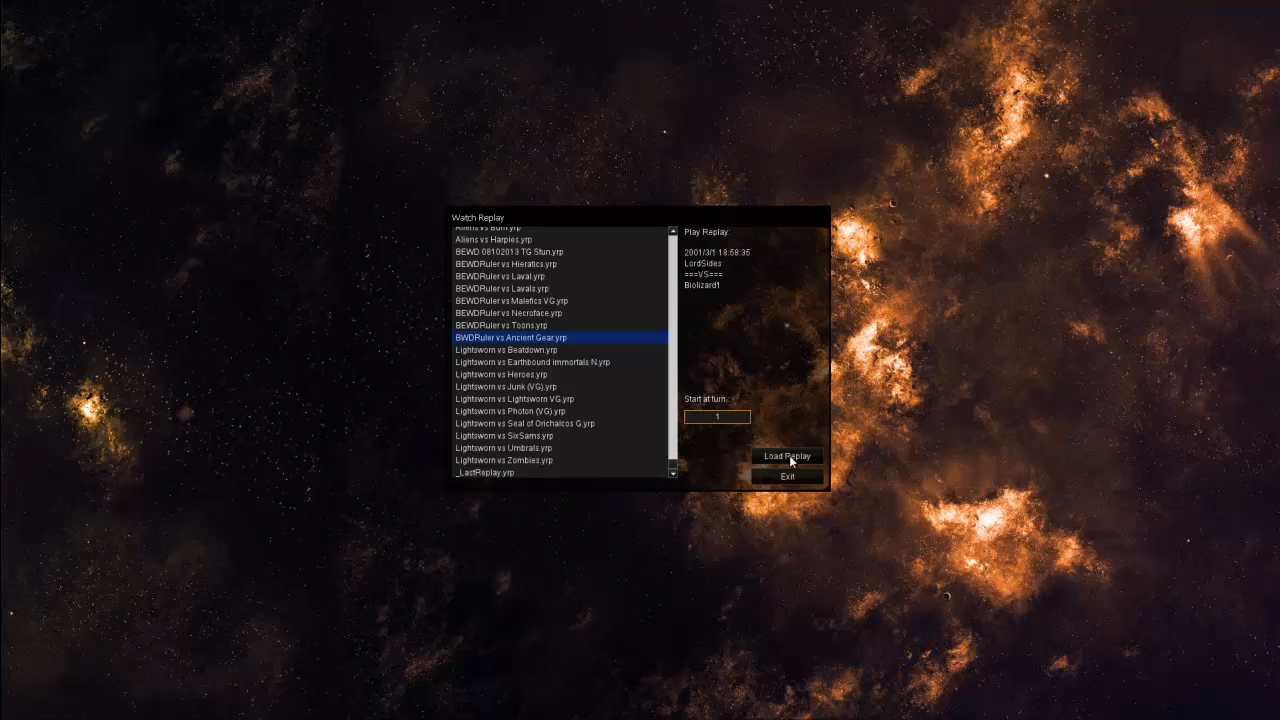 Watch Replay
Aliens vs Burn.yrp
Aliens vs Harpies.yrp
BEWD 08102013 TG Stun.yrp
BEWDRuler vs Hieratics.yrp
BEWDRuler vs Laval.yrp
BEWDRuler vs Lavals.yrp
BEWDRuler vs Malefics VG.yrp
BEWDRuler vs Necroface.yrp
BEWDRuler vs Toons.yrp
BWDRuler vs Ancient Gear.yrp
Lightsworn vs Beatdown.yrp
Lightsworn vs Earthbound immortals N.yrp
Lightsworn vs Heroes.yrp
Lightsworn vs Junk (VG).yrp
Lightsworn vs Lightsworn VG.yrp
Lightsworn vs Photon (VG).yrp
Lightsworn vs Seal of Orichalcos G.yrp
Lightsworn vs SixSams.yrp
Lightsworn vs Umbrals.yrp
Lightsworn vs Zombies.yrp
_LastReplay.yrp
Play Replay:
2001/3/1 18:58:35
LordSides
===VS===
Biolizard1
Start at turn :
1
Load Replay
Exit